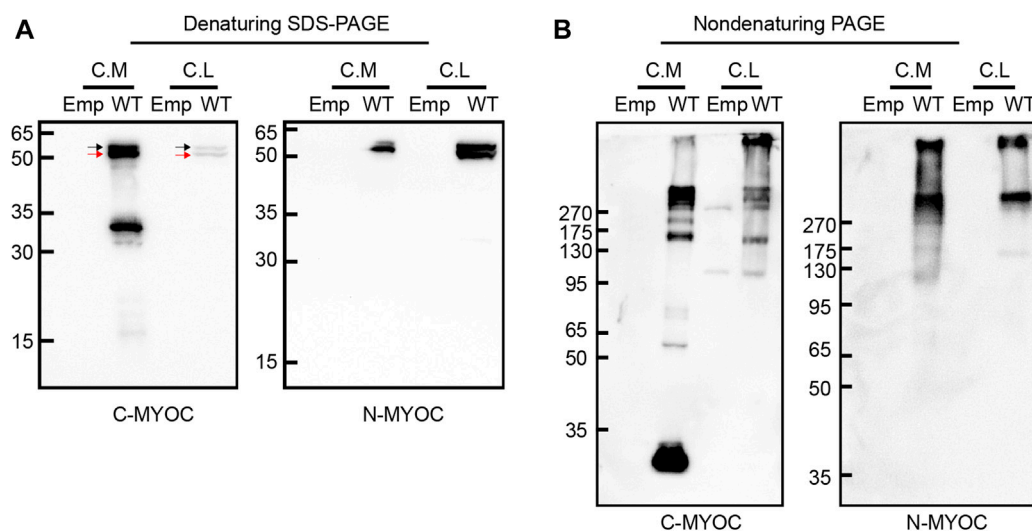 A
Denaturing SDS-PAGE
C.M C.L C.M C.L
Emp WT Emp WT Emp WT Emp WT
65
50
35
30
15
65
50
35
30
15
C-MYOC N-MYOC
B
Nondenaturing PAGE
C.M C.L C.M C.L
Emp WT Emp WT Emp WT Emp WT
270
175
130
95
65
50
35
270
175
130
95
65
50
35
C-MYOC N-MYOC